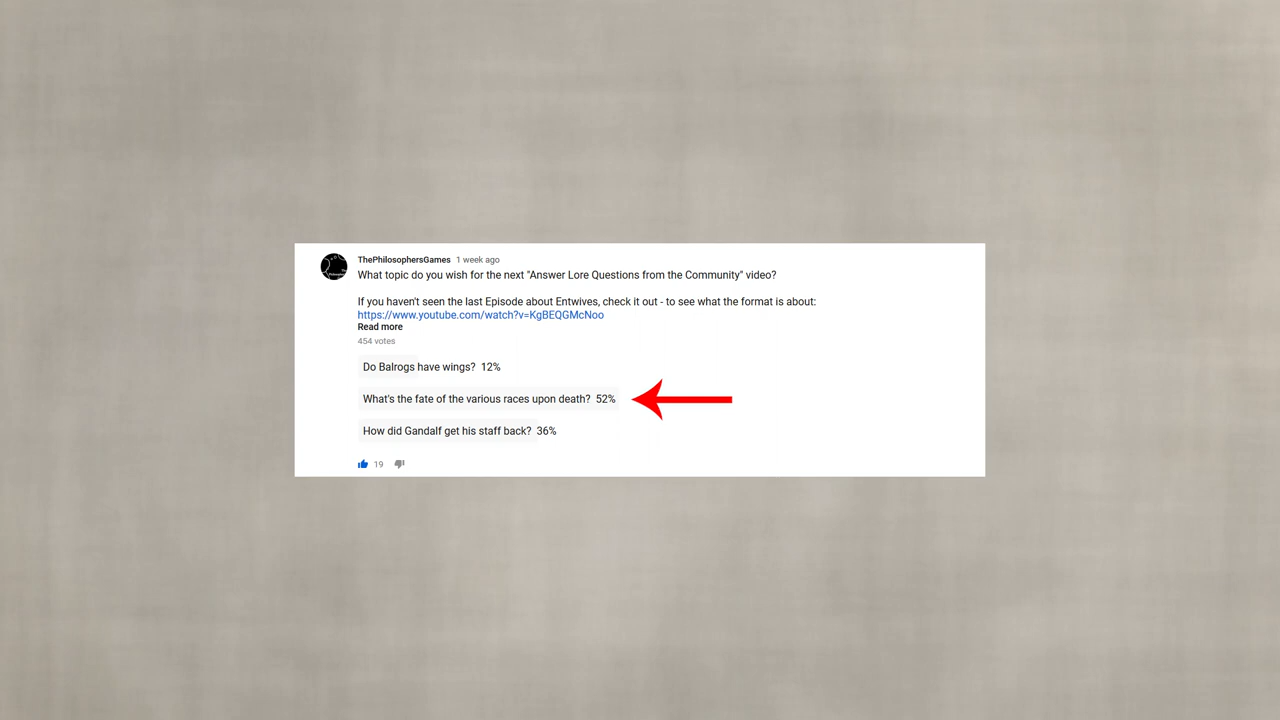 ThePhilosophersGames 1 week ago
What topic do you wish for the next "Answer Lore Questions from the Community" video?
If you haven't seen the last Episode about Entwives, check it out - to see what the format is about:
https://www.youtube.com/watch?v=KgBEQGMcNoo
Read more
454 votes
Do Balrogs have wings? 12%
What's the fate of the various races upon death? 52%
How did Gandalf get his staff back? 36%
19